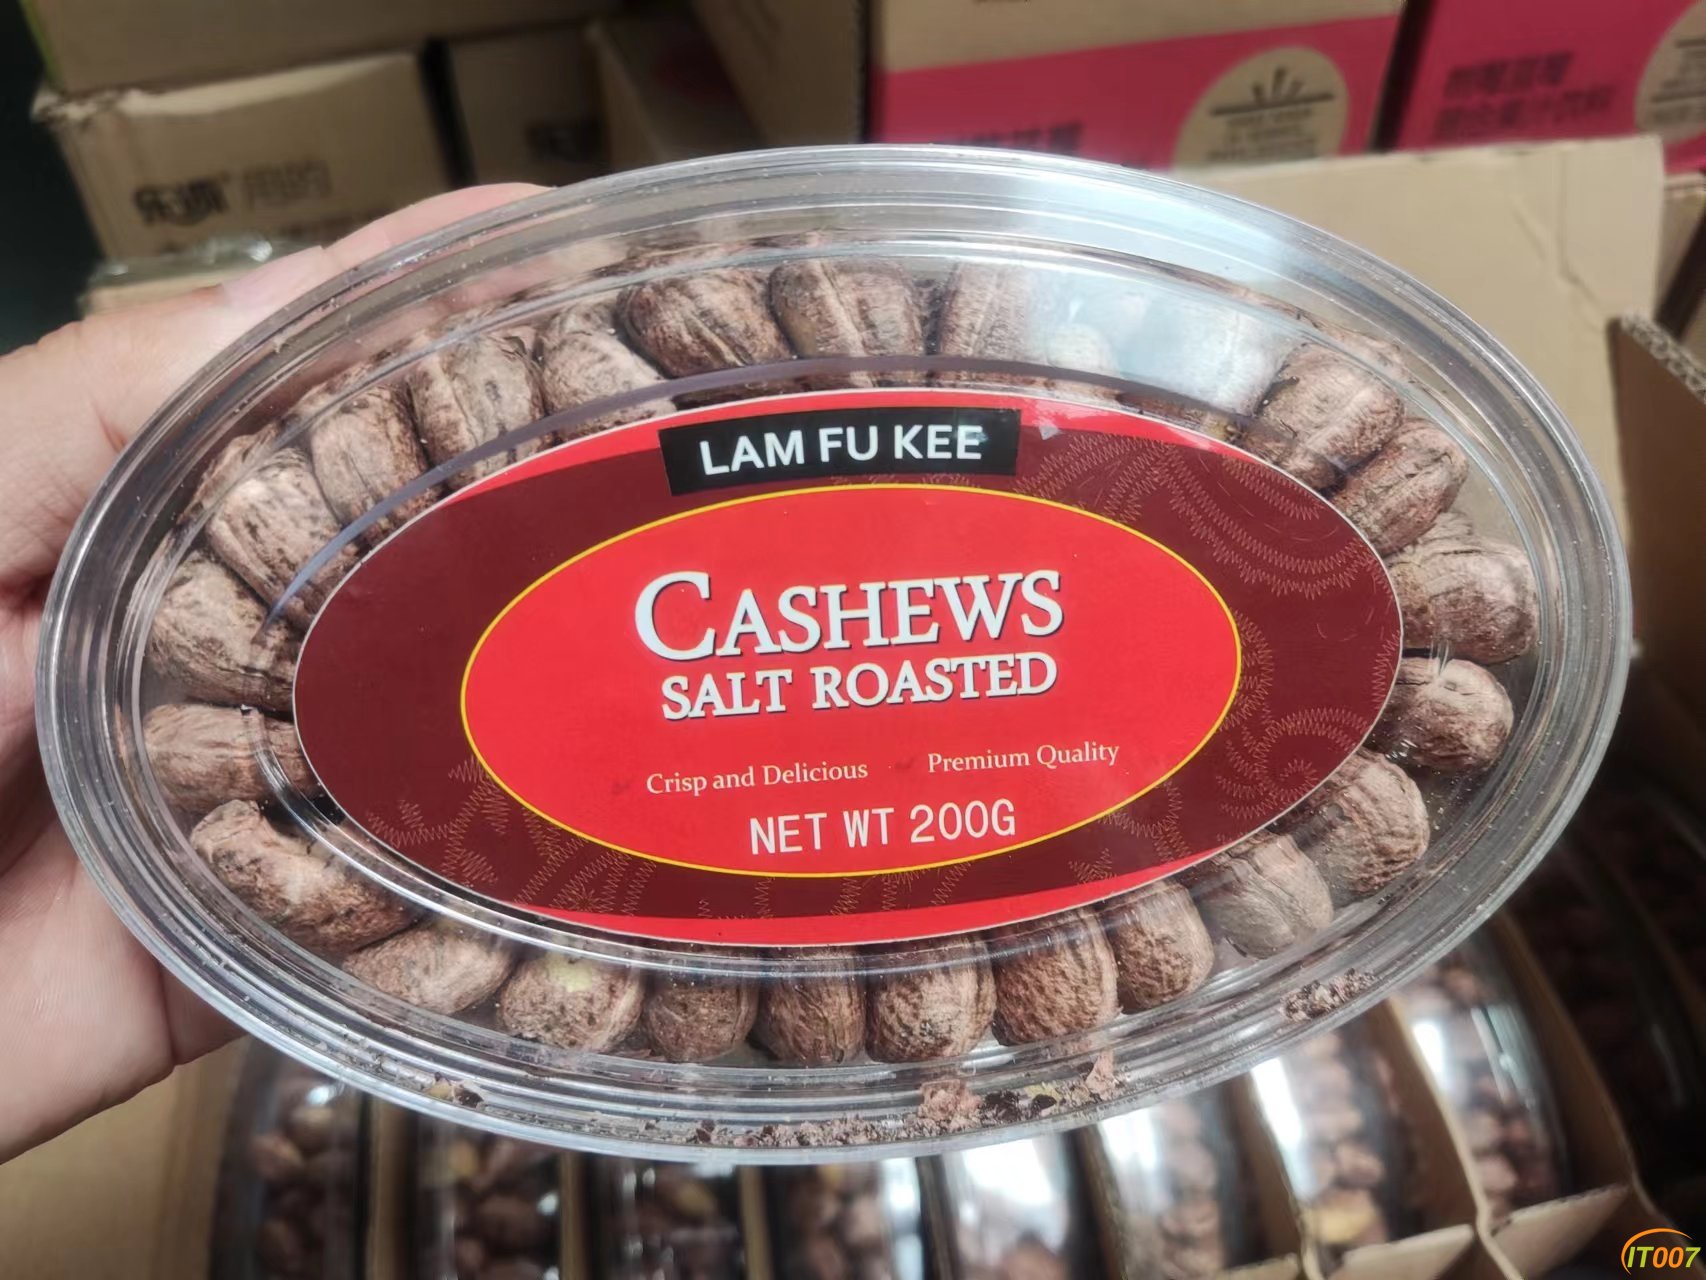 LAM FU KEE
CASHEWS
SALT ROASTED
Crisp and Delicious Premium Quality
NET WT 200G
IT007